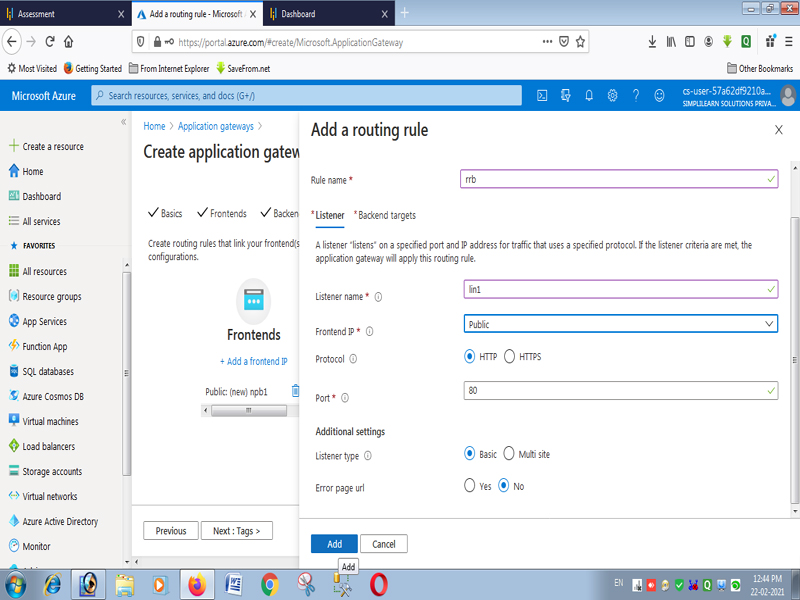 Assessment
Add a routing rule - Microsoft A
Dashboard
https://portal.azure.com/#create/Microsoft.ApplicationGateway
Most Visited
Getting Started
From Internet Explorer
SaveFrom.net
Other Bookmarks
Microsoft Azure
Search resources, services, and docs (G+/)
cs-user-57a62df9210a...
SIMPLILEARN SOLUTIONS PRIVA...
Create a resource
Home
Dashboard
All services
FAVORITES
All resources
Resource groups
App Services
Function App
SQL databases
Azure Cosmos DB
Virtual machines
Load balancers
Storage accounts
Virtual networks
Azure Active Directory
Monitor
Home > Application gateways >
Create application gatew
Basics
Frontends
Backen
Create routing rules that link your frontend(s
configurations.
Frontends
+ Add a frontend IP
Public: (new) npb1
Previous
Next : Tags >
Add a routing rule
Rule name *
rrb
* Listener
* Backend targets
A listener "listens" on a specified port and IP address for traffic that uses a specified protocol. If the listener criteria are met, the
application gateway will apply this routing rule.
Listener name *
lin1
Frontend IP *
Public
Protocol
HTTP
HTTPS
Port *
80
Additional settings
Listener type
Basic
Multi site
Error page url
Yes
No
Add
Cancel
Add
EN
12:44 PM
22-02-2021